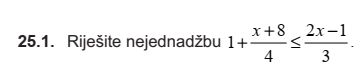 25.1. Riješite nejednadžbu 1+(x+8)/4 ≤ (2x−1)/3.